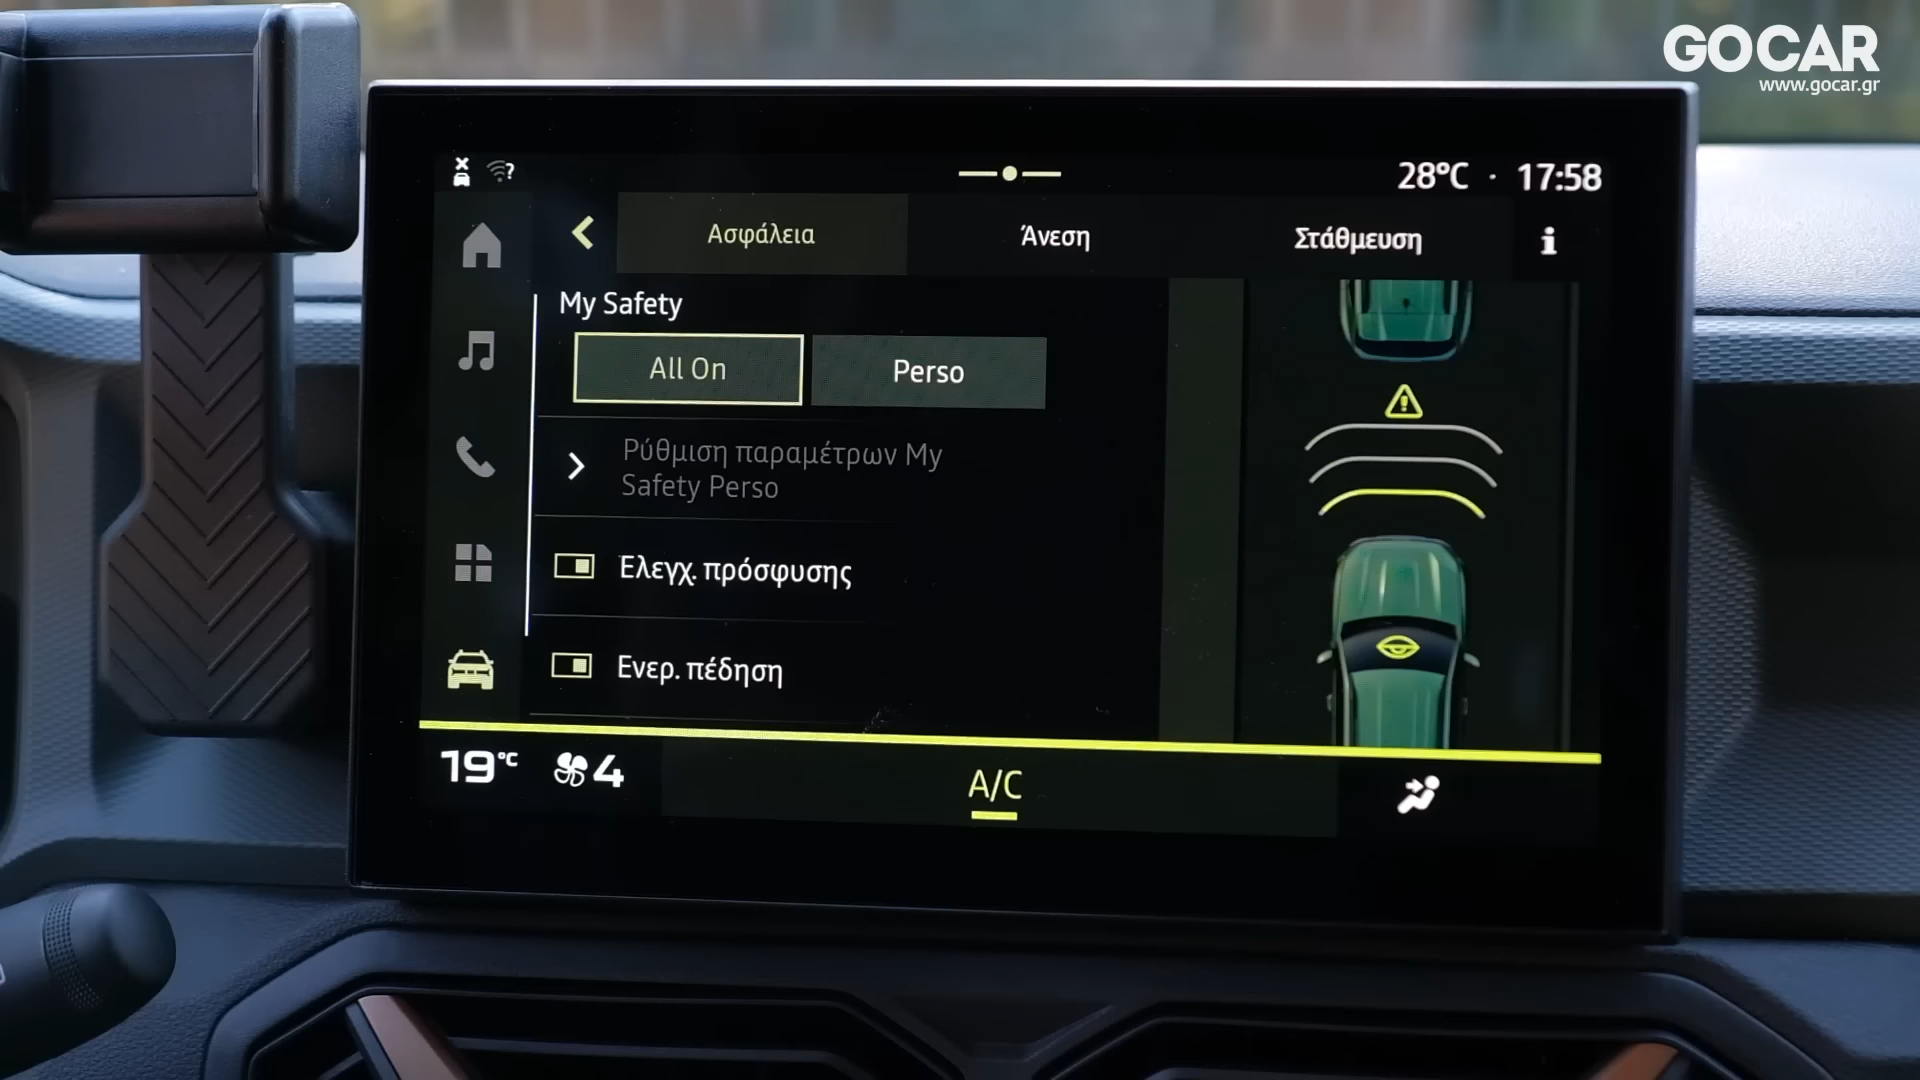 GOCAR
www.gocar.gr
28°C · 17:58
Ασφάλεια
Άνεση
Στάθμευση
i
My Safety
All On
Perso
Ρύθμιση παραμέτρων My
Safety Perso
Ελεγχ. πρόσφυσης
Ενερ. πέδηση
19°C
4
A/C